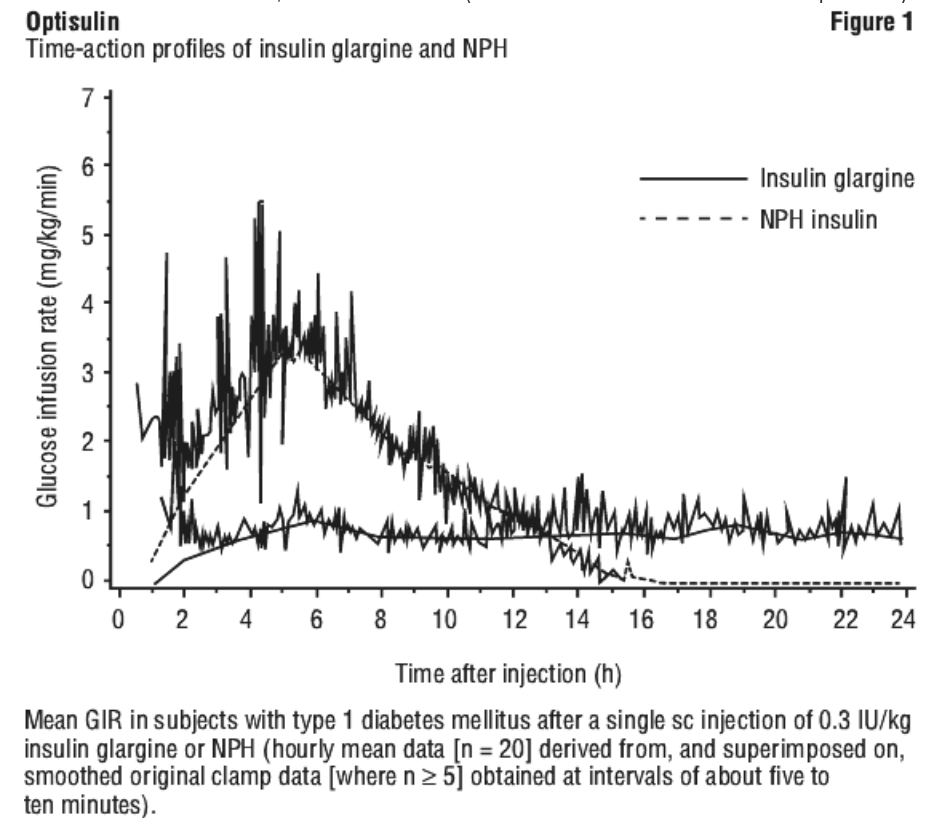 Optisulin
Figure 1
Time-action profiles of insulin glargine and NPH
Glucose infusion rate (mg/kg/min)
7
6
5
4
3
2
1
0
Insulin glargine
NPH insulin
0 2 4 6 8 10 12 14 16 18 20 22 24
Time after injection (h)
Mean GIR in subjects with type 1 diabetes mellitus after a single sc injection of 0.3 IU/kg
insulin glargine or NPH (hourly mean data [n = 20] derived from, and superimposed on,
smoothed original clamp data [where n ≥ 5] obtained at intervals of about five to
ten minutes).